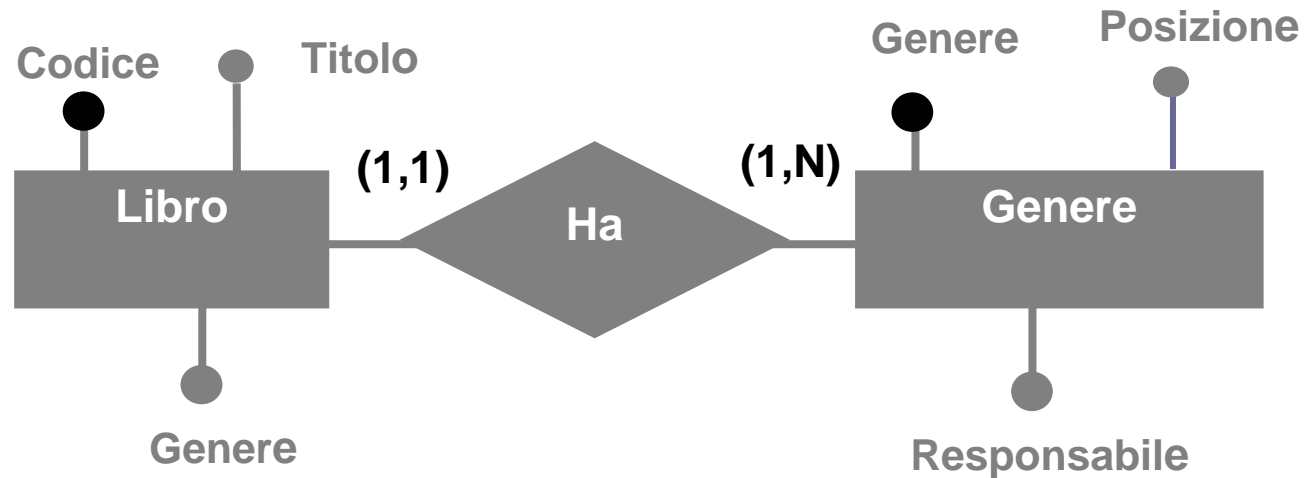 Codice
Titolo
Genere
Posizione
(1,1)
(1,N)
Libro
Ha
Genere
Genere
Responsabile